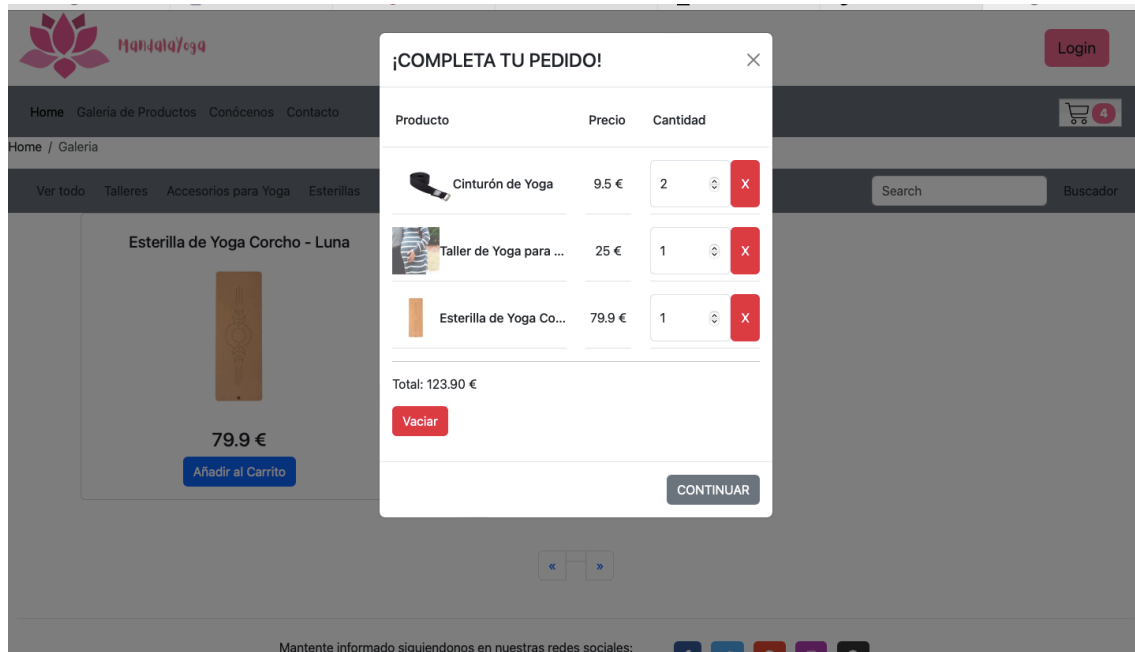 MandalaYoga
Login
Home Galeria de Productos Conócenos Contacto
4
Home / Galeria
Ver todo Talleres Accesorios para Yoga Esterillas
Search
Buscador
Esterilla de Yoga Corcho - Luna
79.9 €
Añadir al Carrito
¡COMPLETA TU PEDIDO!
Producto Precio Cantidad
Cinturón de Yoga 9.5 € 2 X
Taller de Yoga para ... 25 € 1 X
Esterilla de Yoga Co... 79.9 € 1 X
Total: 123.90 €
Vaciar
CONTINUAR
« »
Mantente informado siguiendonos en nuestras redes sociales: